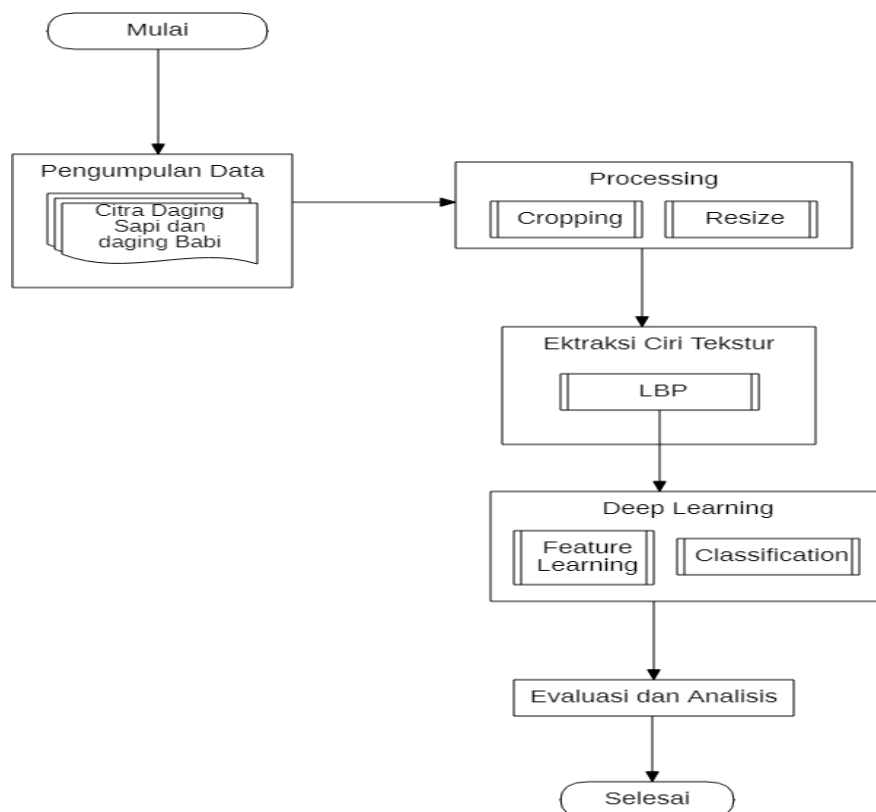 Mulai
Pengumpulan Data
Citra Daging
Sapi dan
daging Babi
Processing
Cropping
Resize
Ektraksi Ciri Tekstur
LBP
Deep Learning
Feature
Learning
Classification
Evaluasi dan Analisis
Selesai